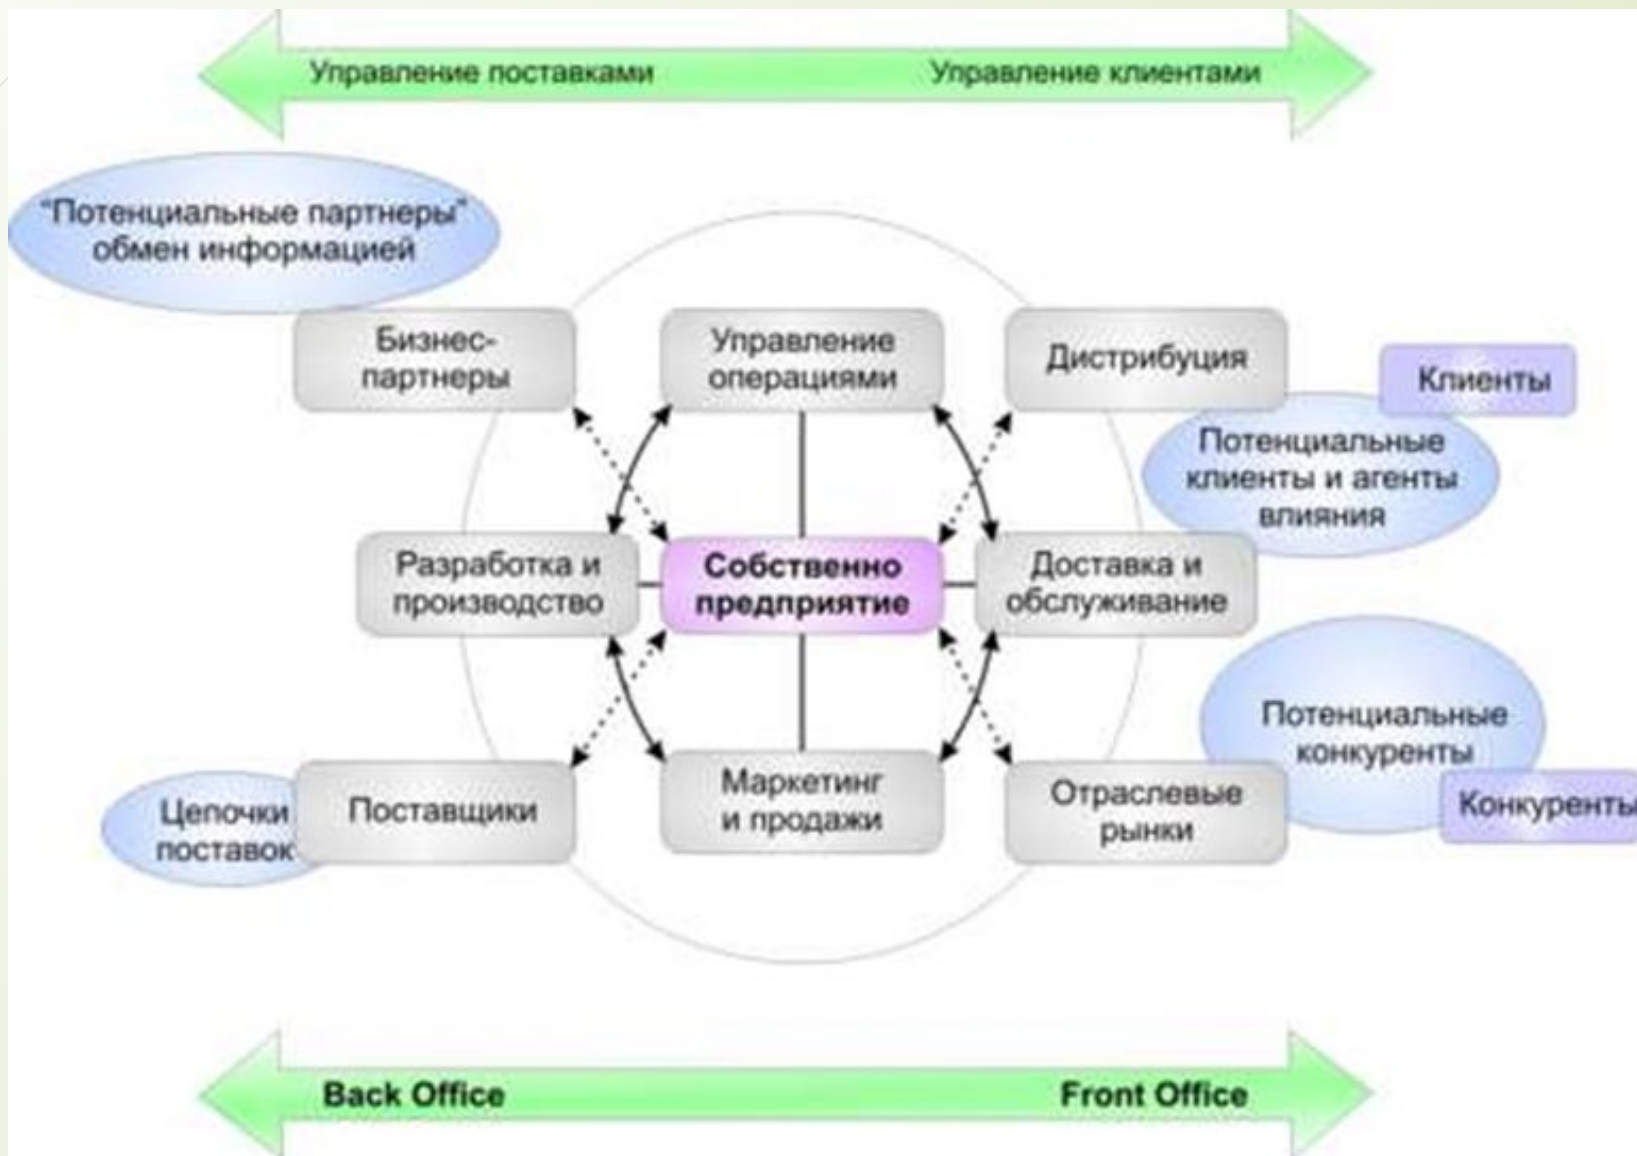 Управление поставками
Управление клиентами
"Потенциальные партнеры"
обмен информацией
Бизнес-
партнеры
Управление
операциями
Дистрибуция
Клиенты
Потенциальные
клиенты и агенты
влияния
Разработка и
производство
Собственно
предприятие
Доставка и
обслуживание
Потенциальные
конкуренты
Цепочки
поставок
Поставщики
Маркетинг
и продажи
Отраслевые
рынки
Конкуренты
Back Office
Front Office